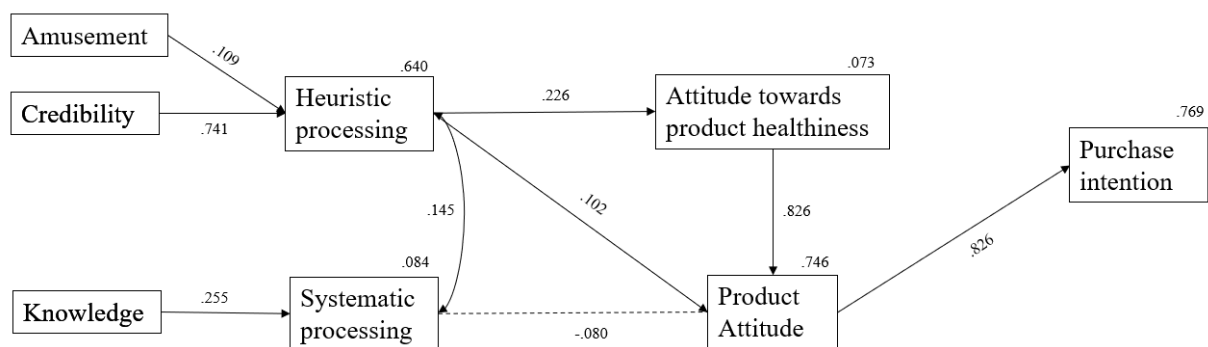 Amusement
.109
.640
.073
Credibility
.741
Heuristic
processing
.226
Attitude towards
product healthiness
.769
Purchase
intention
.145
.102
.826
.826
.084
.746
Knowledge
.255
Systematic
processing
-.080
Product
Attitude